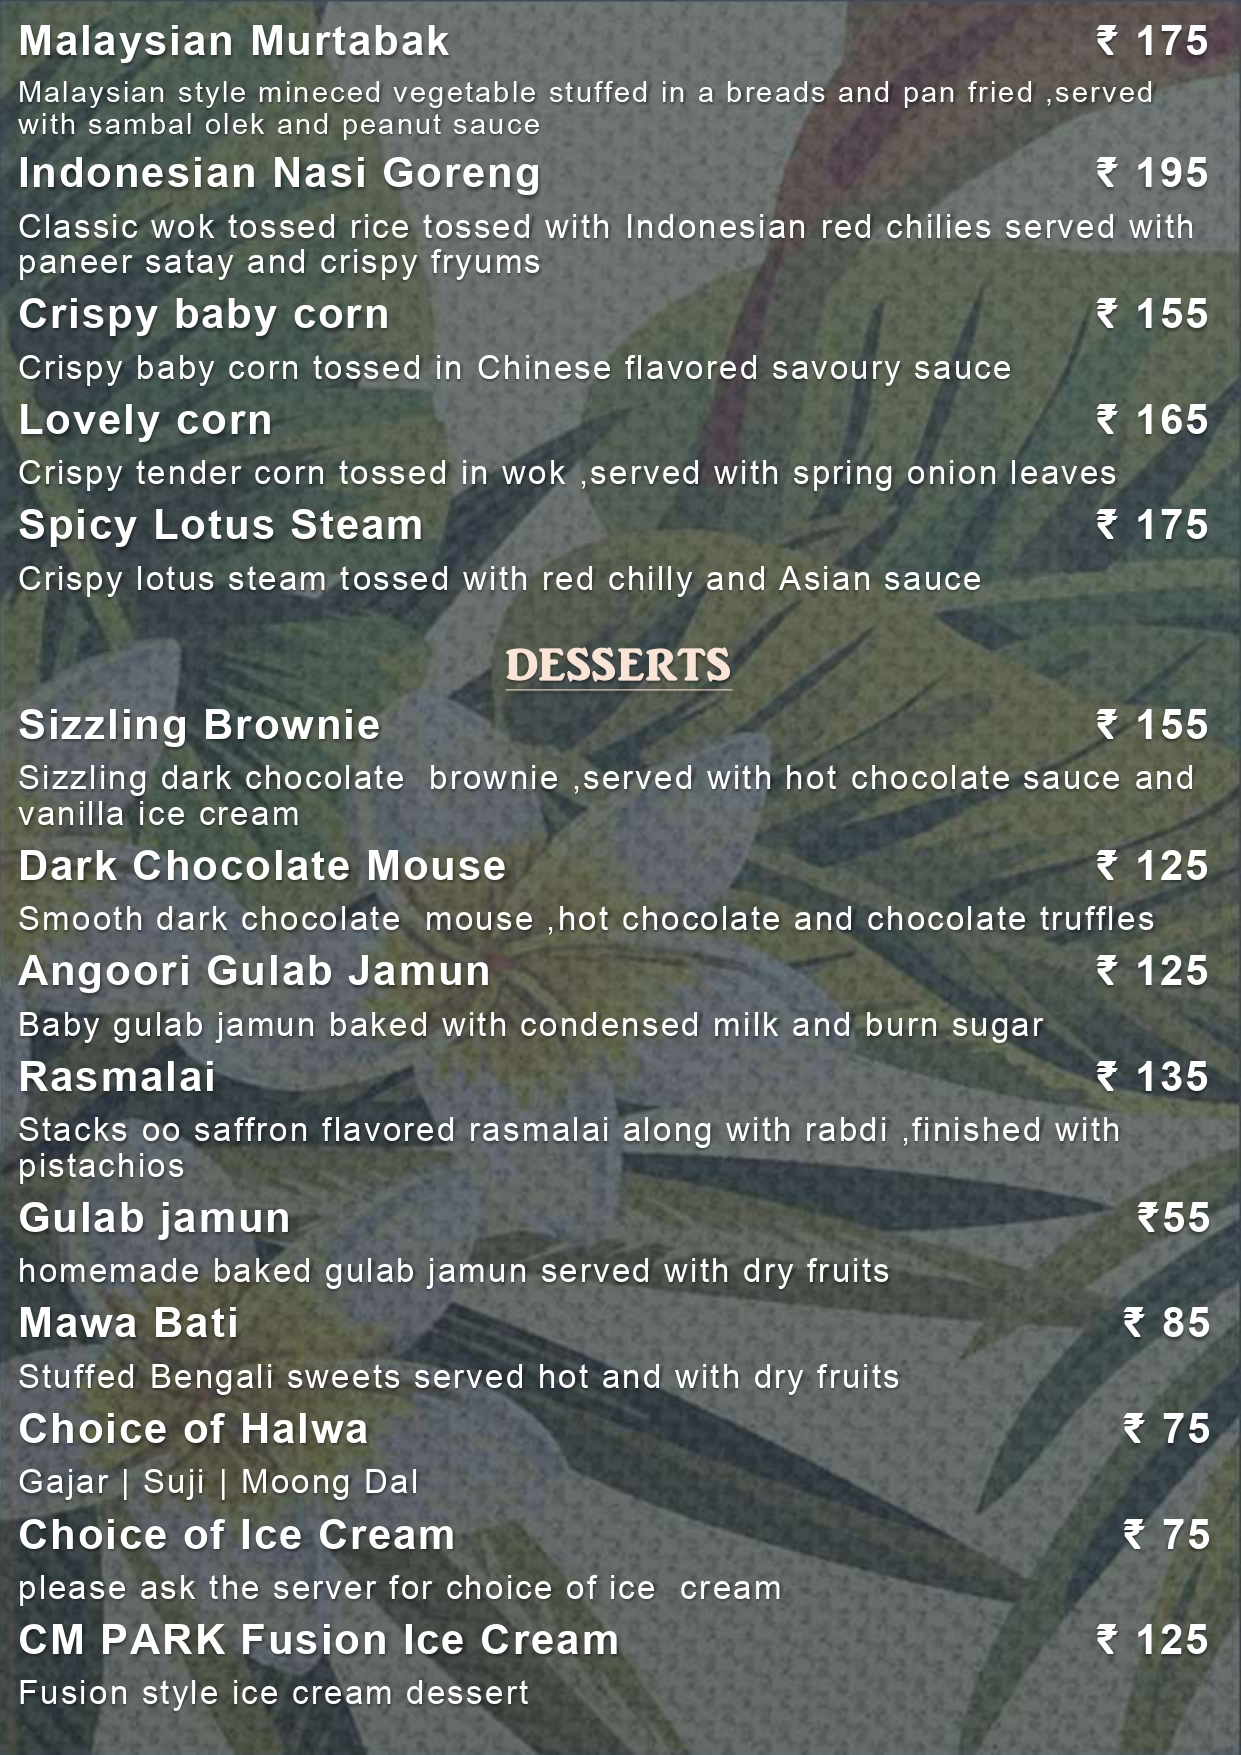 Malaysian Murtabak ₹ 175
Malaysian style mineced vegetable stuffed in a breads and pan fried ,served
with sambal olek and peanut sauce
Indonesian Nasi Goreng ₹ 195
Classic wok tossed rice tossed with Indonesian red chilies served with
paneer satay and crispy fryums
Crispy baby corn ₹ 155
Crispy baby corn tossed in Chinese flavored savoury sauce
Lovely corn ₹ 165
Crispy tender corn tossed in wok ,served with spring onion leaves
Spicy Lotus Steam ₹ 175
Crispy lotus steam tossed with red chilly and Asian sauce
DESSERTS
Sizzling Brownie ₹ 155
Sizzling dark chocolate  brownie ,served with hot chocolate sauce and
vanilla ice cream
Dark Chocolate Mouse ₹ 125
Smooth dark chocolate  mouse ,hot chocolate and chocolate truffles
Angoori Gulab Jamun ₹ 125
Baby gulab jamun baked with condensed milk and burn sugar
Rasmalai ₹ 135
Stacks oo saffron flavored rasmalai along with rabdi ,finished with
pistachios
Gulab jamun ₹55
homemade baked gulab jamun served with dry fruits
Mawa Bati ₹ 85
Stuffed Bengali sweets served hot and with dry fruits
Choice of Halwa ₹ 75
Gajar | Suji | Moong Dal
Choice of Ice Cream ₹ 75
please ask the server for choice of ice  cream
CM PARK Fusion Ice Cream ₹ 125
Fusion style ice cream dessert